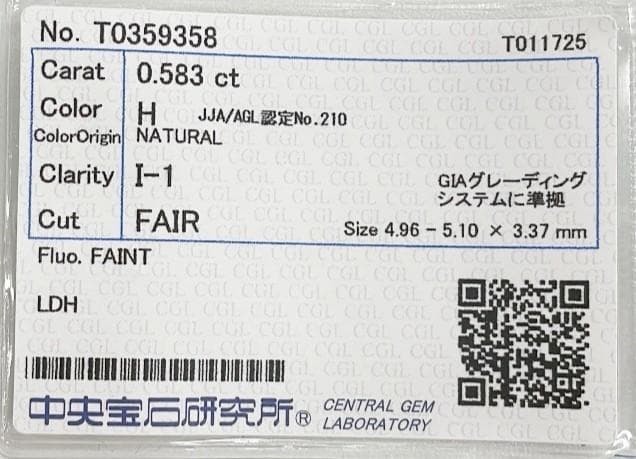 No. T0359358
T011725
Carat 0.583 ct
Color H JJA/AGL認定No.210
ColorOrigin NATURAL
Clarity I-1
GIAグレーディング
システムに準拠
Cut FAIR Size 4.96 - 5.10 × 3.37 mm
Fluo. FAINT
LDH
中央宝石研究所® CENTRAL GEM
LABORATORY